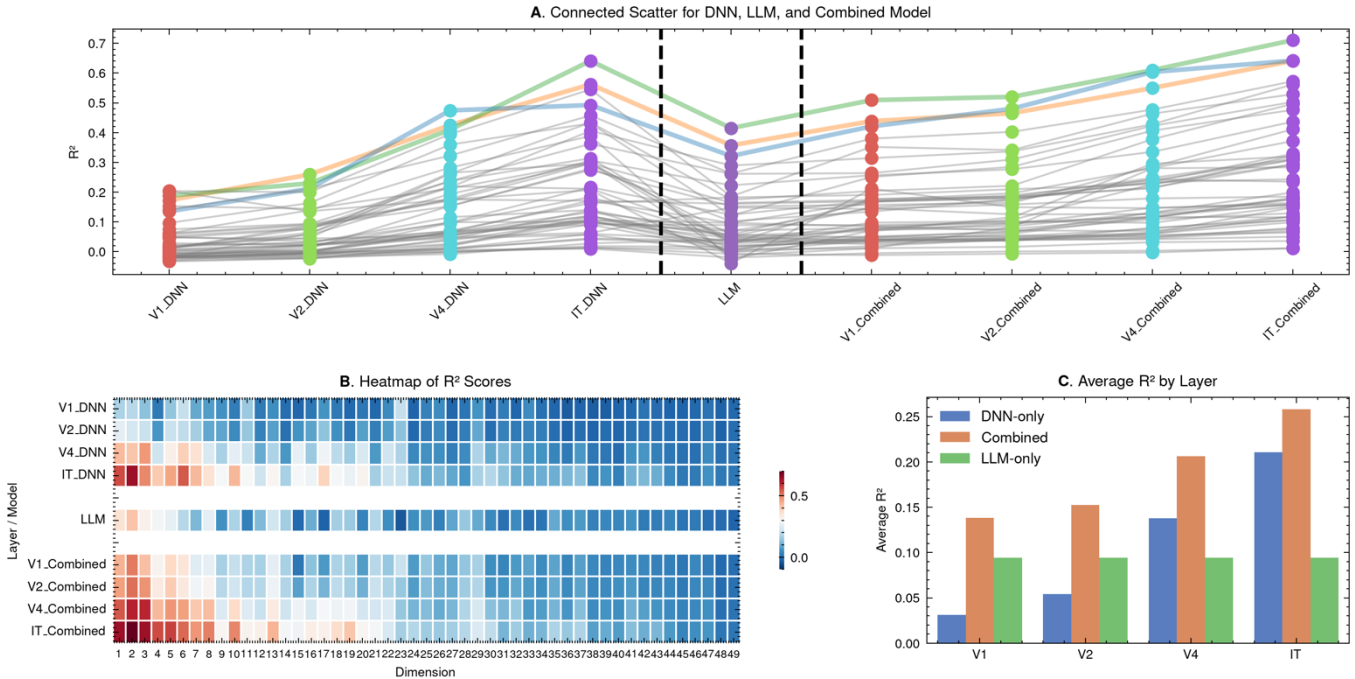 A. Connected Scatter for DNN, LLM, and Combined Model
0.7
0.6
0.5
0.4
0.3
0.2
0.1
0.0
R²
V1_DNN
V2_DNN
V4_DNN
IT_DNN
LLM
V1_Combined
V2_Combined
V4_Combined
IT_Combined
B. Heatmap of R² Scores
Layer / Model
V1_DNN
V2_DNN
V4_DNN
IT_DNN
LLM
V1_Combined
V2_Combined
V4_Combined
IT_Combined
1 2 3 4 5 6 7 8 9 10 11 12 13 14 15 16 17 18 19 20 21 22 23 24 25 26 27 28 29 30 31 32 33 34 35 36 37 38 39 40 41 42 43 44 45 46 47 48 49
Dimension
0.5
0.0
C. Average R² by Layer
DNN-only
Combined
LLM-only
Average R²
0.25
0.20
0.15
0.10
0.05
0.00
V1
V2
V4
IT